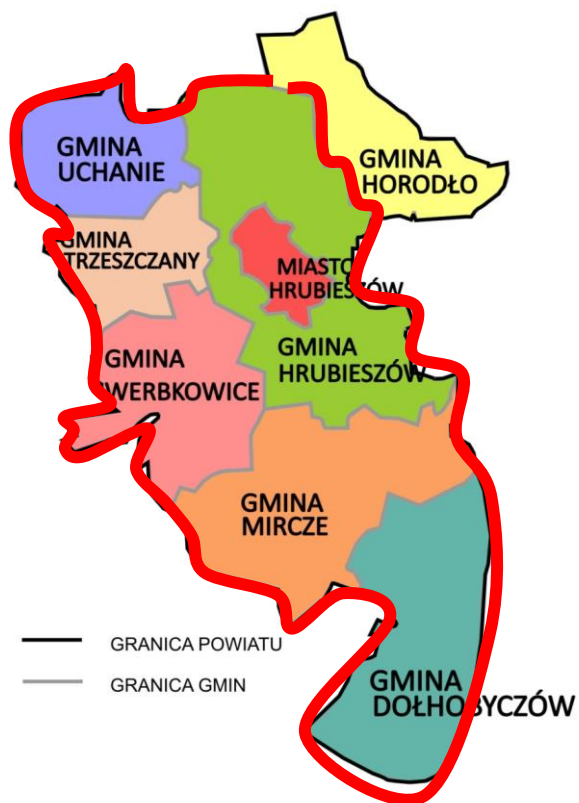 GMINA
UCHANIE
GMINA
HORODŁO
GMINA
TRZESZCZANY
MIASTO
HRUBIESZÓW
GMINA
HRUBIESZÓW
GMINA
WERBKOWICE
GMINA
MIRCZE
GRANICA POWIATU
GRANICA GMIN
GMINA
DOŁHOBYCZÓW